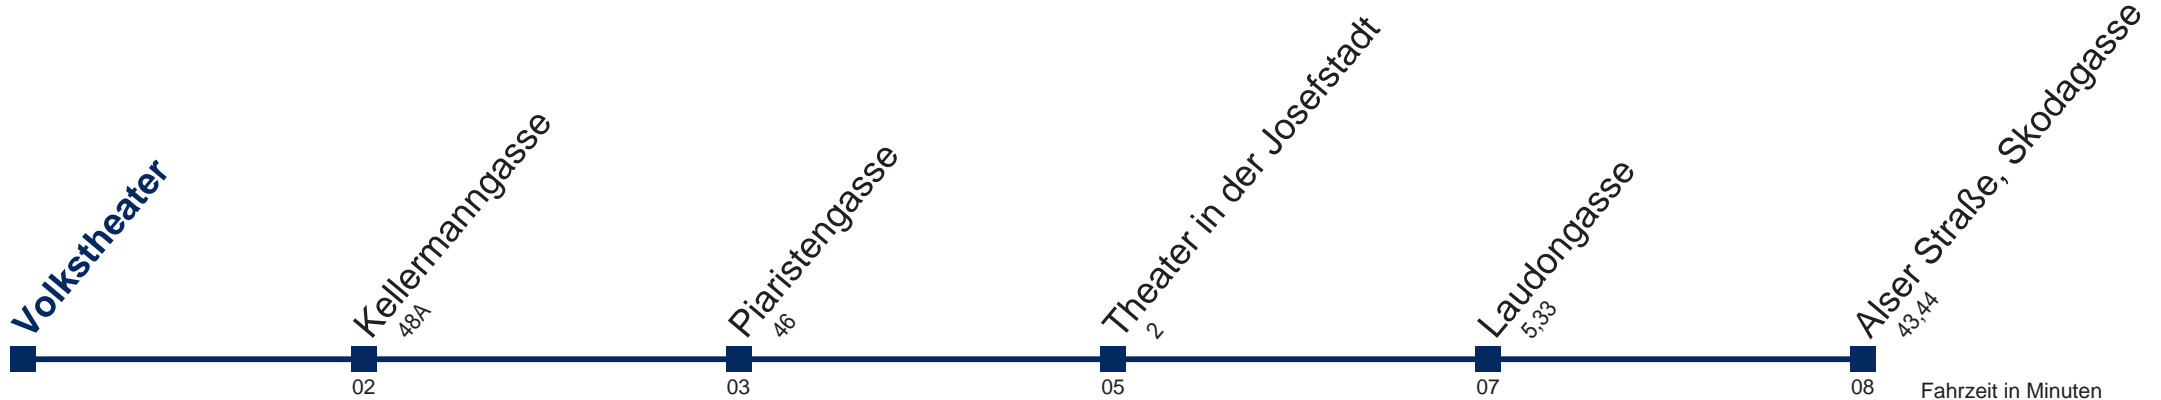 Volkstheater
Kellermanngasse
48A
Piaristengasse
46
Theater in der Josefstadt
2
Laudongasse
5,33
Alser Straße, Skodagasse
43,44
02
03
05
07
08
Fahrzeit in Minuten